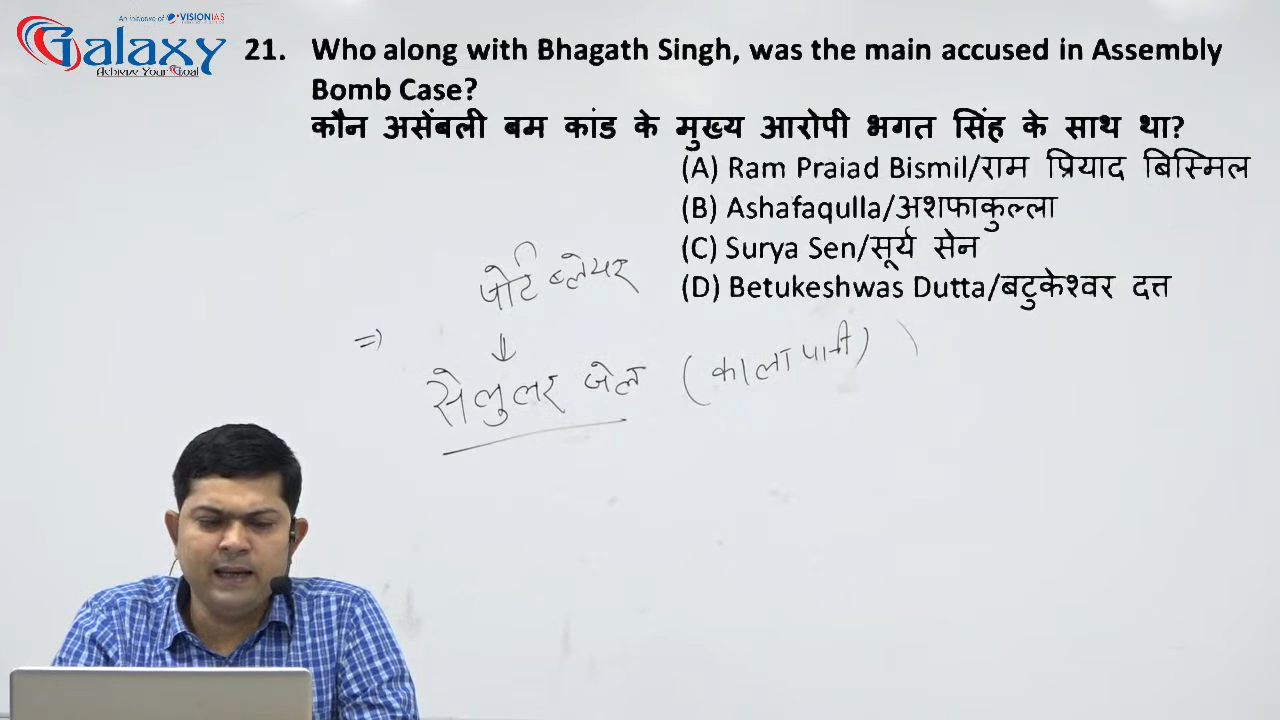 An initiative of VISIONIAS
Galaxy
Achieve Your Goal
21. Who along with Bhagath Singh, was the main accused in Assembly
Bomb Case?
कौन असेंबली बम कांड के मुख्य आरोपी भगत सिंह के साथ था?
(A) Ram Praiad Bismil/राम प्रियाद बिस्मिल
(B) Ashafaqulla/अशफाकुल्ला
(C) Surya Sen/सूर्य सेन
(D) Betukeshwas Dutta/बटुकेश्वर दत्त
पोर्ट ब्लेयर
↓
⇒ सेलुलर जेल (काला पानी)